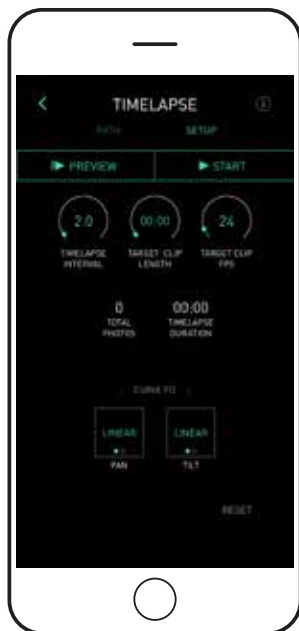 TIMELAPSE
PATH SETUP
PREVIEW START
2.0 00:00 24
TIMELAPSE TARGET CLIP TARGET CLIP
INTERVAL LENGTH FPS
0 00:00
TOTAL TIMELAPSE
PHOTOS DURATION
LINEAR LINEAR
PAN TILT
RESET